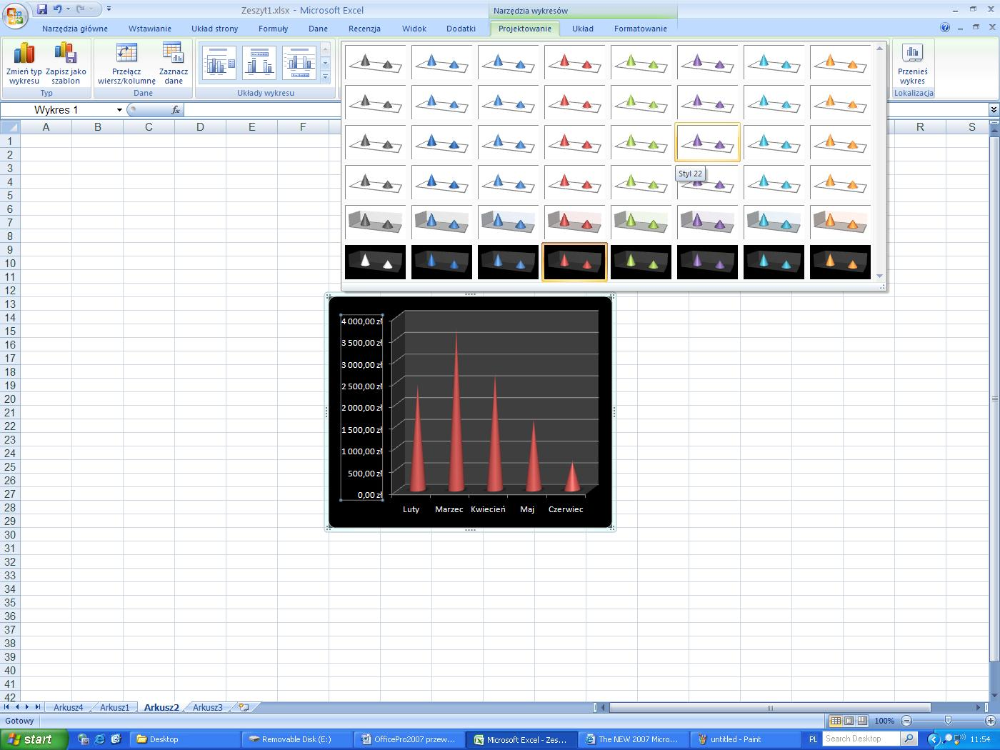 Zeszyt1.xlsx - Microsoft Excel
Narzędzia wykresów
Narzędzia główne Wstawianie Układ strony Formuły Dane Recenzja Widok Dodatki Projektowanie Układ Formatowanie
Zmień typ wykresu
Zapisz jako szablon
Przełącz wiersz/kolumnę
Zaznacz dane
Przenieś wykres
Typ Dane Układy wykresu Lokalizacja
Wykres 1
fx
A B C D E F R S
1
2
3
4
5
6
7
8
9
10
11
12
13
14
15
16
17
18
19
20
21
22
23
24
25
26
27
28
29
30
31
32
33
34
35
36
37
38
39
40
41
42
Styl 22
4 000,00 zł
3 500,00 zł
3 000,00 zł
2 500,00 zł
2 000,00 zł
1 500,00 zł
1 000,00 zł
500,00 zł
0,00 zł
Luty Marzec Kwiecień Maj Czerwiec
Arkusz4 Arkusz1 Arkusz2 Arkusz3
Gotowy 100%
start Desktop Removable Disk (E:) OfficePro2007 przew... Microsoft Excel - Zes... The NEW 2007 Micro... untitled - Paint PL Search Desktop 11:54